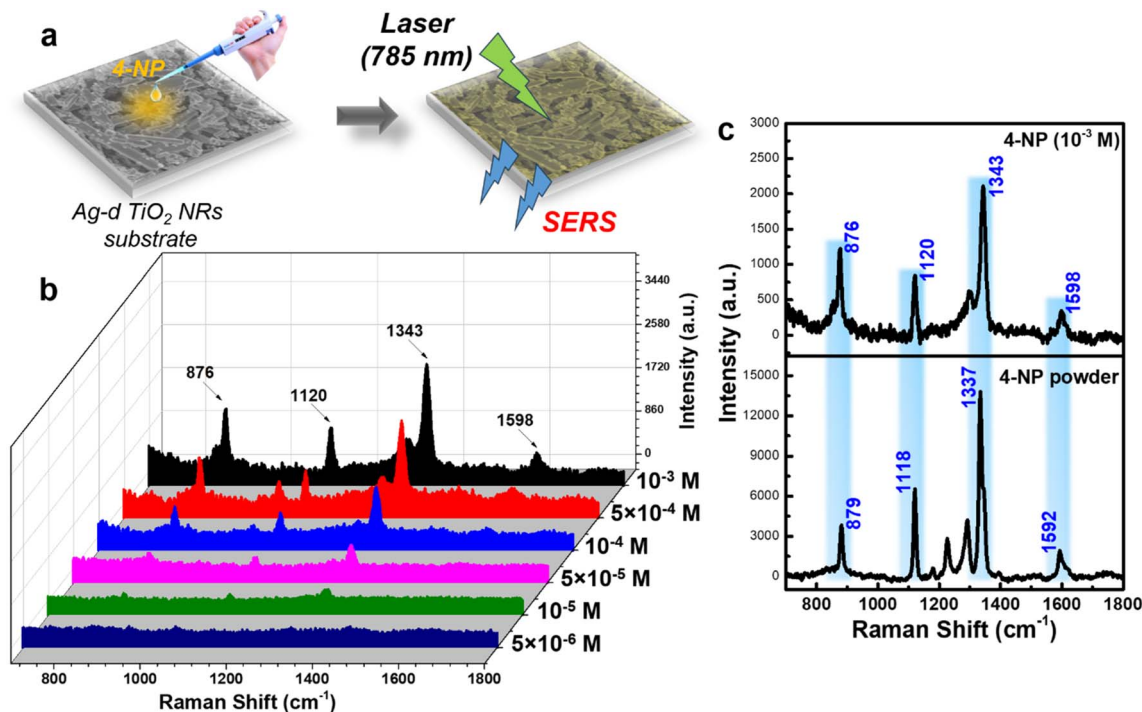 a
4-NP
Ag-d TiO₂ NRs
substrate
Laser
(785 nm)
SERS
b
876
1120
1343
1598
3440
2580
1720
860
0
Intensity (a.u.)
10⁻³ M
5×10⁻⁴ M
10⁻⁴ M
5×10⁻⁵ M
10⁻⁵ M
5×10⁻⁶ M
800 1000 1200 1400 1600 1800
Raman Shift (cm⁻¹)
c
4-NP (10⁻³ M)
3000
2500
2000
1500
1000
500
0
Intensity (a.u.)
876
1120
1343
1598
4-NP powder
15000
12000
9000
6000
3000
0
879
1118
1337
1592
800 1000 1200 1400 1600 1800
Raman Shift (cm⁻¹)